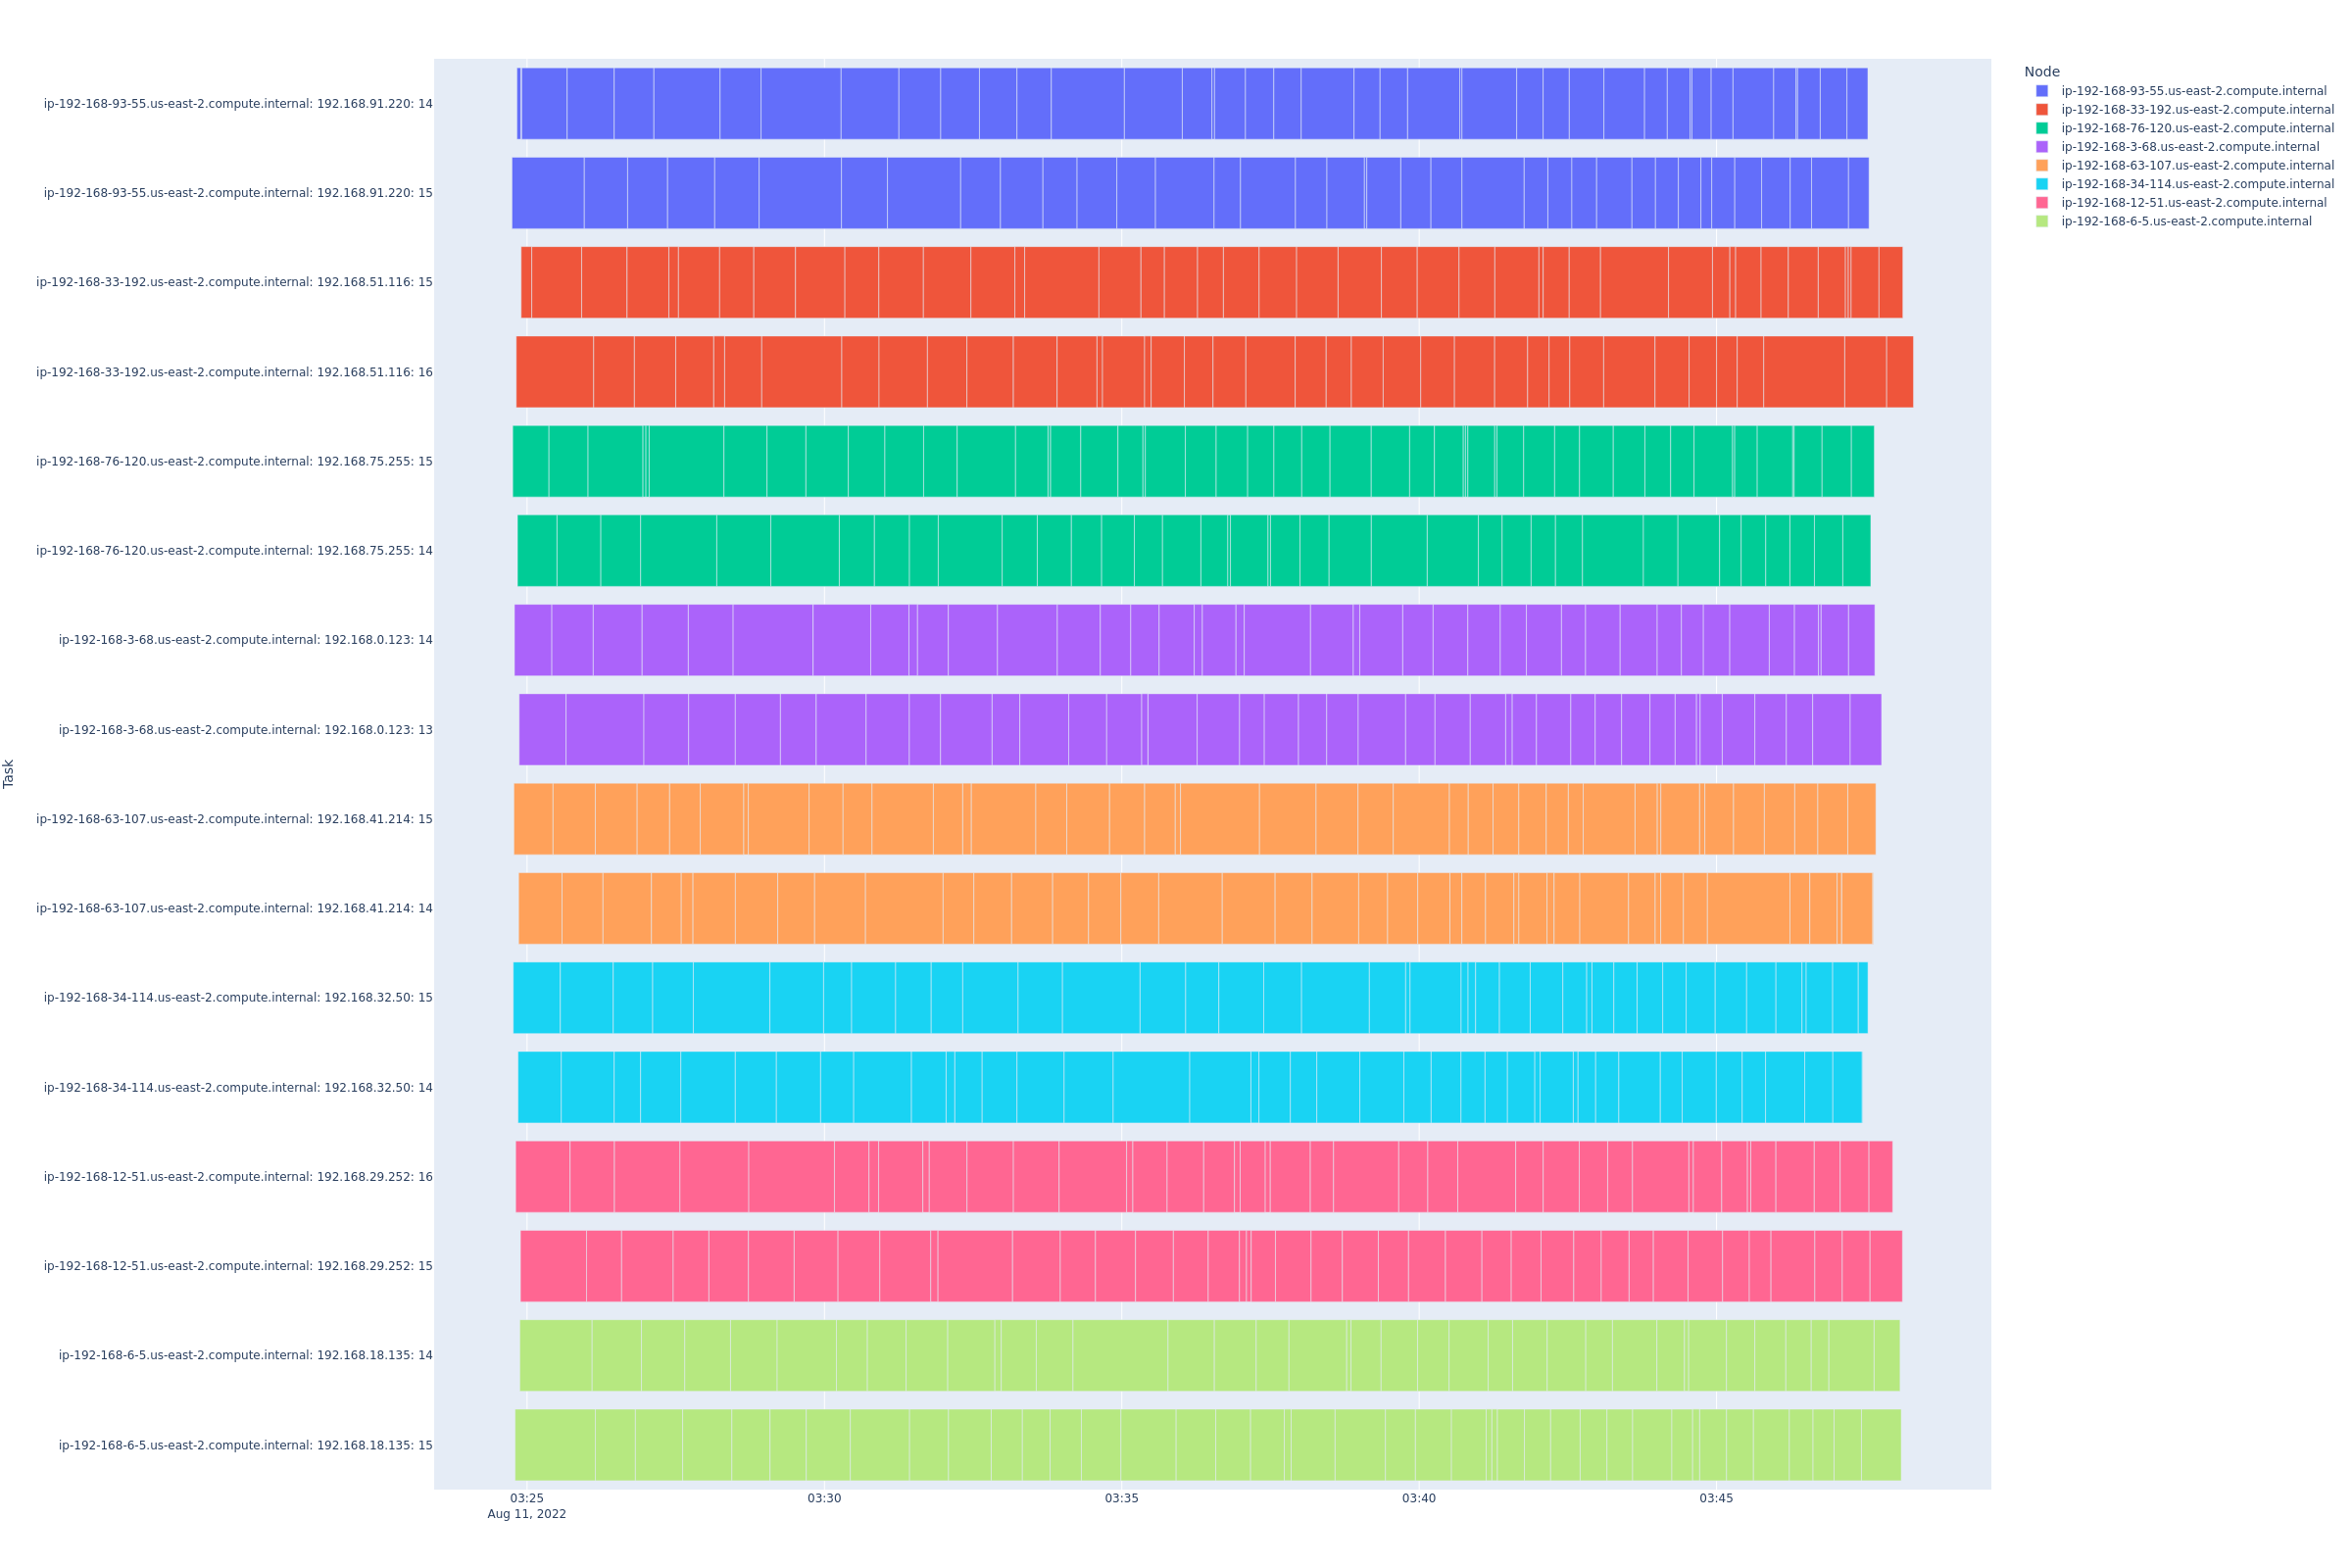 Task
ip-192-168-93-55.us-east-2.compute.internal: 192.168.91.220: 14
ip-192-168-93-55.us-east-2.compute.internal: 192.168.91.220: 15
ip-192-168-33-192.us-east-2.compute.internal: 192.168.51.116: 15
ip-192-168-33-192.us-east-2.compute.internal: 192.168.51.116: 16
ip-192-168-76-120.us-east-2.compute.internal: 192.168.75.255: 15
ip-192-168-76-120.us-east-2.compute.internal: 192.168.75.255: 14
ip-192-168-3-68.us-east-2.compute.internal: 192.168.0.123: 14
ip-192-168-3-68.us-east-2.compute.internal: 192.168.0.123: 13
ip-192-168-63-107.us-east-2.compute.internal: 192.168.41.214: 15
ip-192-168-63-107.us-east-2.compute.internal: 192.168.41.214: 14
ip-192-168-34-114.us-east-2.compute.internal: 192.168.32.50: 15
ip-192-168-34-114.us-east-2.compute.internal: 192.168.32.50: 14
ip-192-168-12-51.us-east-2.compute.internal: 192.168.29.252: 16
ip-192-168-12-51.us-east-2.compute.internal: 192.168.29.252: 15
ip-192-168-6-5.us-east-2.compute.internal: 192.168.18.135: 14
ip-192-168-6-5.us-east-2.compute.internal: 192.168.18.135: 15
03:25 03:30 03:35 03:40 03:45
Aug 11, 2022
Node
ip-192-168-93-55.us-east-2.compute.internal
ip-192-168-33-192.us-east-2.compute.internal
ip-192-168-76-120.us-east-2.compute.internal
ip-192-168-3-68.us-east-2.compute.internal
ip-192-168-63-107.us-east-2.compute.internal
ip-192-168-34-114.us-east-2.compute.internal
ip-192-168-12-51.us-east-2.compute.internal
ip-192-168-6-5.us-east-2.compute.internal